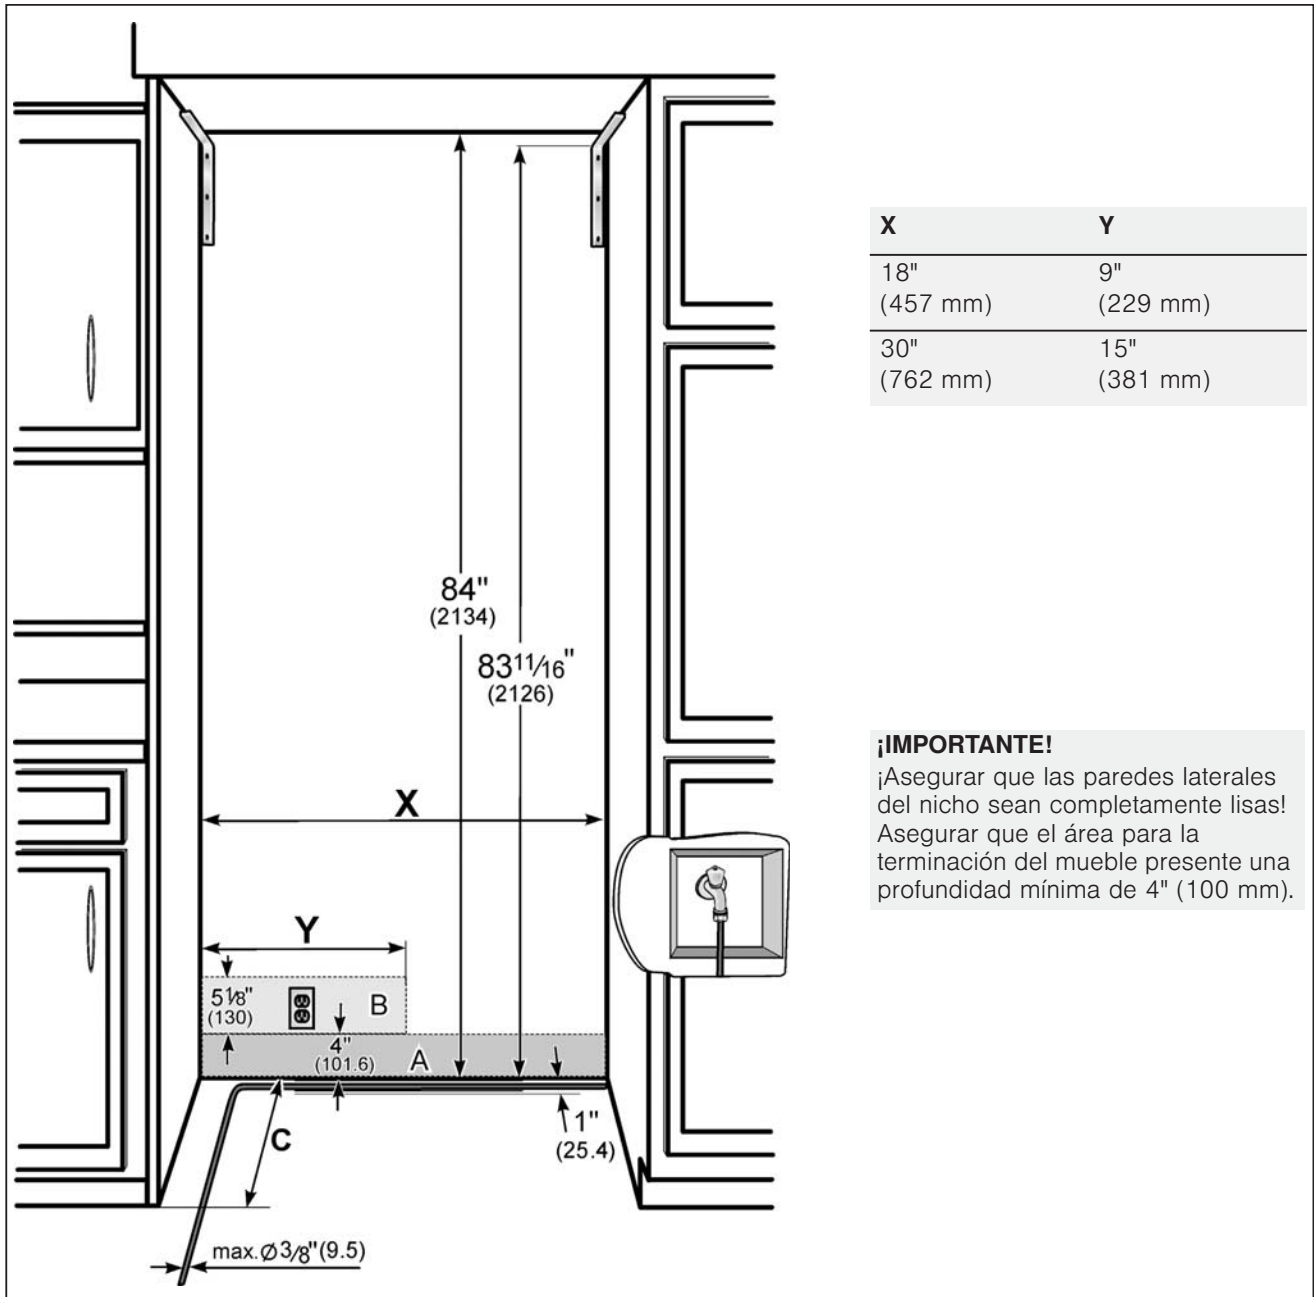 X Y
18" 9"
(457 mm) (229 mm)
30" 15"
(762 mm) (381 mm)
84"
(2134)
83 11/16"
(2126)
¡IMPORTANTE!
¡Asegurar que las paredes laterales
del nicho sean completamente lisas!
Asegurar que el área para la
terminación del mueble presente una
profundidad mínima de 4" (100 mm).
X
Y
5 1/8"
(130)
B
4"
(101.6)
A
C
1"
(25.4)
max. Ø 3/8" (9.5)